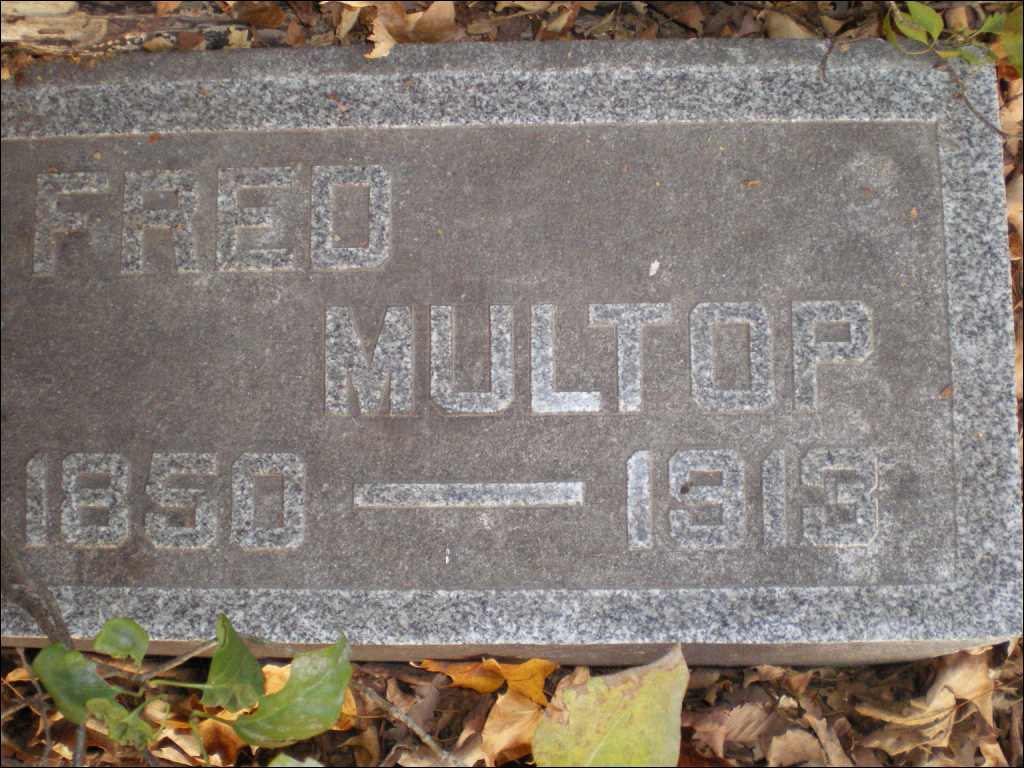 FRED
MULTOP
1850 — 1913